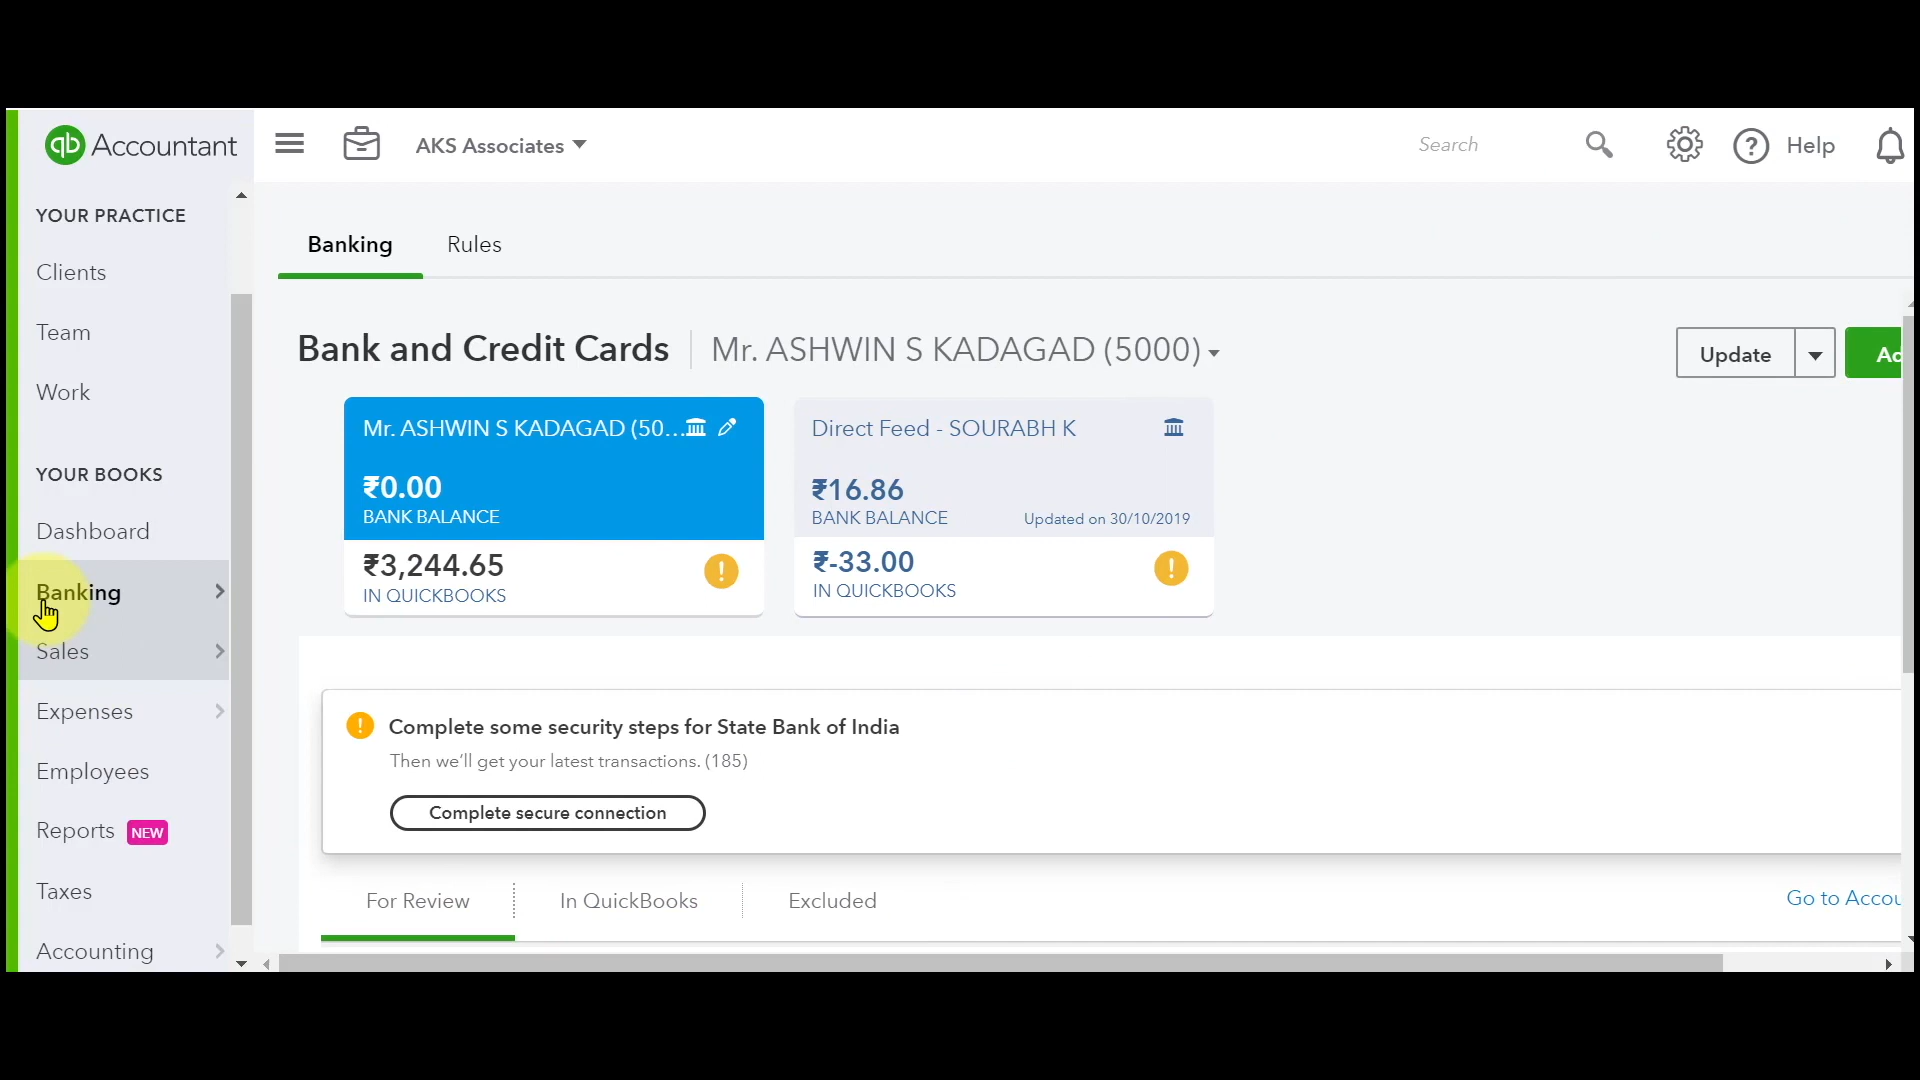 qb Accountant
AKS Associates
Search
Help
YOUR PRACTICE
Clients
Team
Work
YOUR BOOKS
Dashboard
Banking
Sales
Expenses
Employees
Reports NEW
Taxes
Accounting
Banking Rules
Bank and Credit Cards Mr. ASHWIN S KADAGAD (5000)
Update
Ad
Mr. ASHWIN S KADAGAD (50...
₹0.00
BANK BALANCE
₹3,244.65
IN QUICKBOOKS
!
Direct Feed - SOURABH K
₹16.86
BANK BALANCE Updated on 30/10/2019
₹-33.00
IN QUICKBOOKS
!
! Complete some security steps for State Bank of India
Then we'll get your latest transactions. (185)
Complete secure connection
For Review In QuickBooks Excluded
Go to Accou